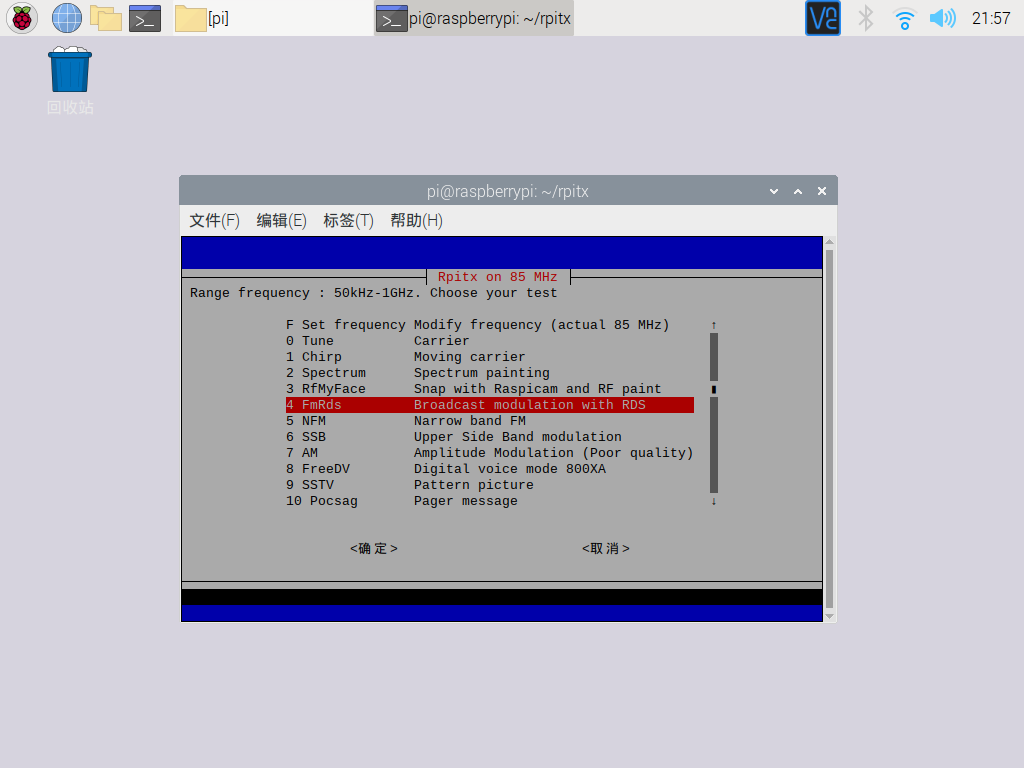 [pi]
pi@raspberrypi: ~/rpitx
21:57
回收站
pi@raspberrypi: ~/rpitx
文件(F) 编辑(E) 标签(T) 帮助(H)
Rpitx on 85 MHz
Range frequency : 50kHz-1GHz. Choose your test
F Set frequency Modify frequency (actual 85 MHz) ↑
0 Tune Carrier
1 Chirp Moving carrier
2 Spectrum Spectrum painting
3 RfMyFace Snap with Raspicam and RF paint
4 FmRds Broadcast modulation with RDS
5 NFM Narrow band FM
6 SSB Upper Side Band modulation
7 AM Amplitude Modulation (Poor quality)
8 FreeDV Digital voice mode 800XA
9 SSTV Pattern picture
10 Pocsag Pager message ↓
<确定> <取消>